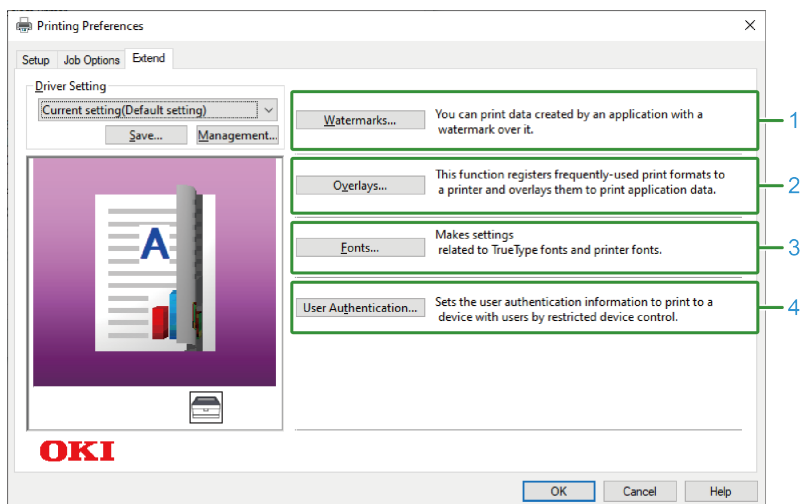 Printing Preferences
Setup Job Options Extend
Driver Setting
Current setting(Default setting)
Save... Management...
Watermarks...
You can print data created by an application with a
watermark over it.
1
Overlays...
This function registers frequently-used print formats to
a printer and overlays them to print application data.
2
Fonts...
Makes settings
related to TrueType fonts and printer fonts.
3
User Authentication...
Sets the user authentication information to print to a
device with users by restricted device control.
4
A
OKI
OK Cancel Help